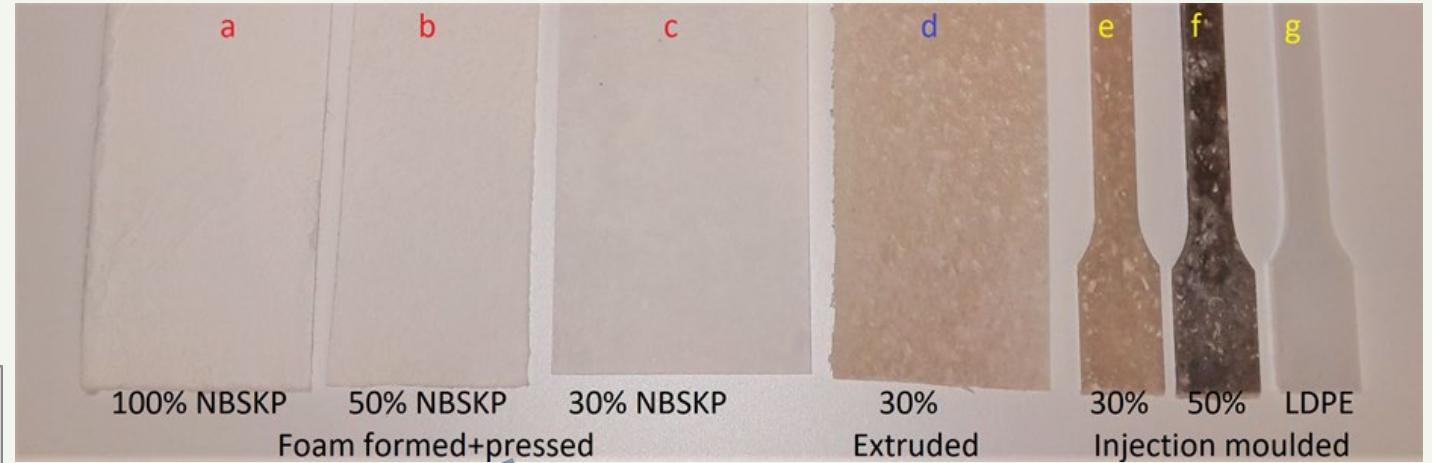 a b c d e f g
100% NBSKP 50% NBSKP 30% NBSKP 30% 30% 50% LDPE
Foam formed+pressed Extruded Injection moulded